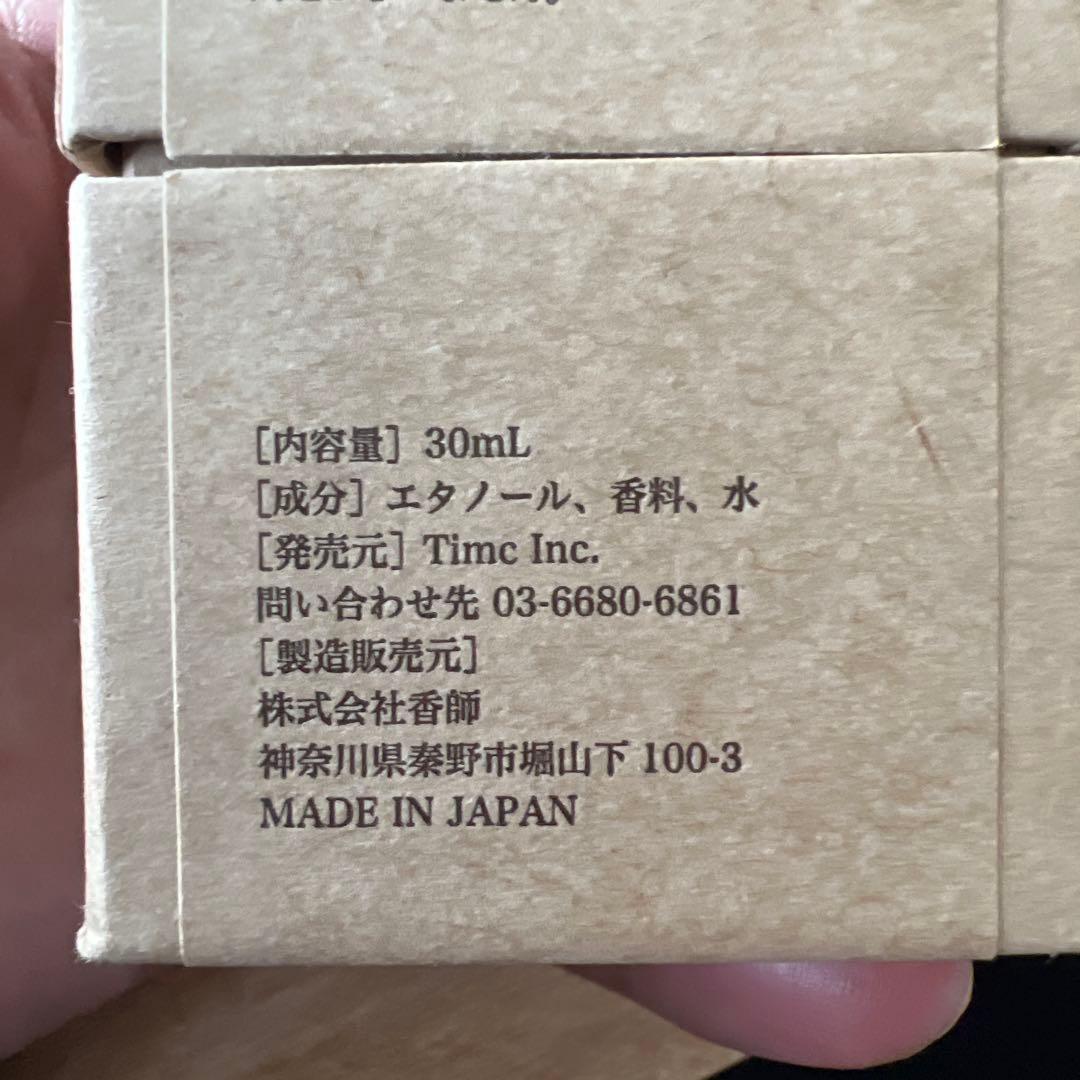 [内容量] 30mL
[成分] エタノール、香料、水
[発売元] Timc Inc.
問い合わせ先 03-6680-6861
[製造販売元]
株式会社香師
神奈川県秦野市堀山下 100-3
MADE IN JAPAN